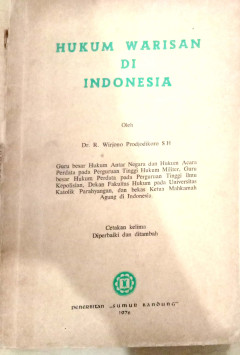 HUKUM WARISAN
DI
INDONESIA
Oleh
Dr. R. Wirjono Prodjodikoro S H
Guru besar Hukum Antar Negara dan Hukum Acara
Perdata pada Perguruan Tinggi Hukum Militer, Guru
besar Hukum Perdata pada Perguruan Tinggi Ilmu
Kepolisian, Dekan Fakultas Hukum pada Universitas
Katolik Parahyangan, dan bekas Ketua Mahkamah
Agung di Indonesia.
Cetakan kelima
Diperbaiki dan ditambah
PENERBITAN "SUMUR BANDUNG"
1976